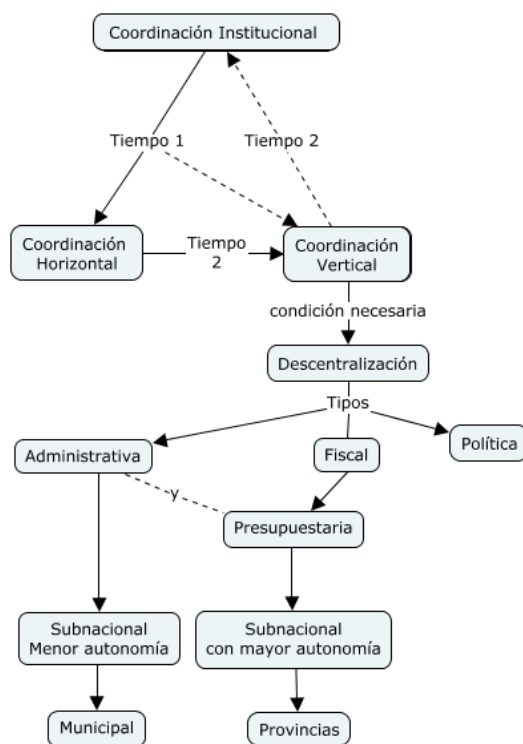 Coordinación Institucional
Tiempo 1
Tiempo 2
Coordinación
Horizontal
Tiempo
2
Coordinación
Vertical
condición necesaria
Descentralización
Tipos
Administrativa
Fiscal
Política
y
Presupuestaria
Subnacional
Menor autonomía
Subnacional
con mayor autonomía
Municipal
Provincias